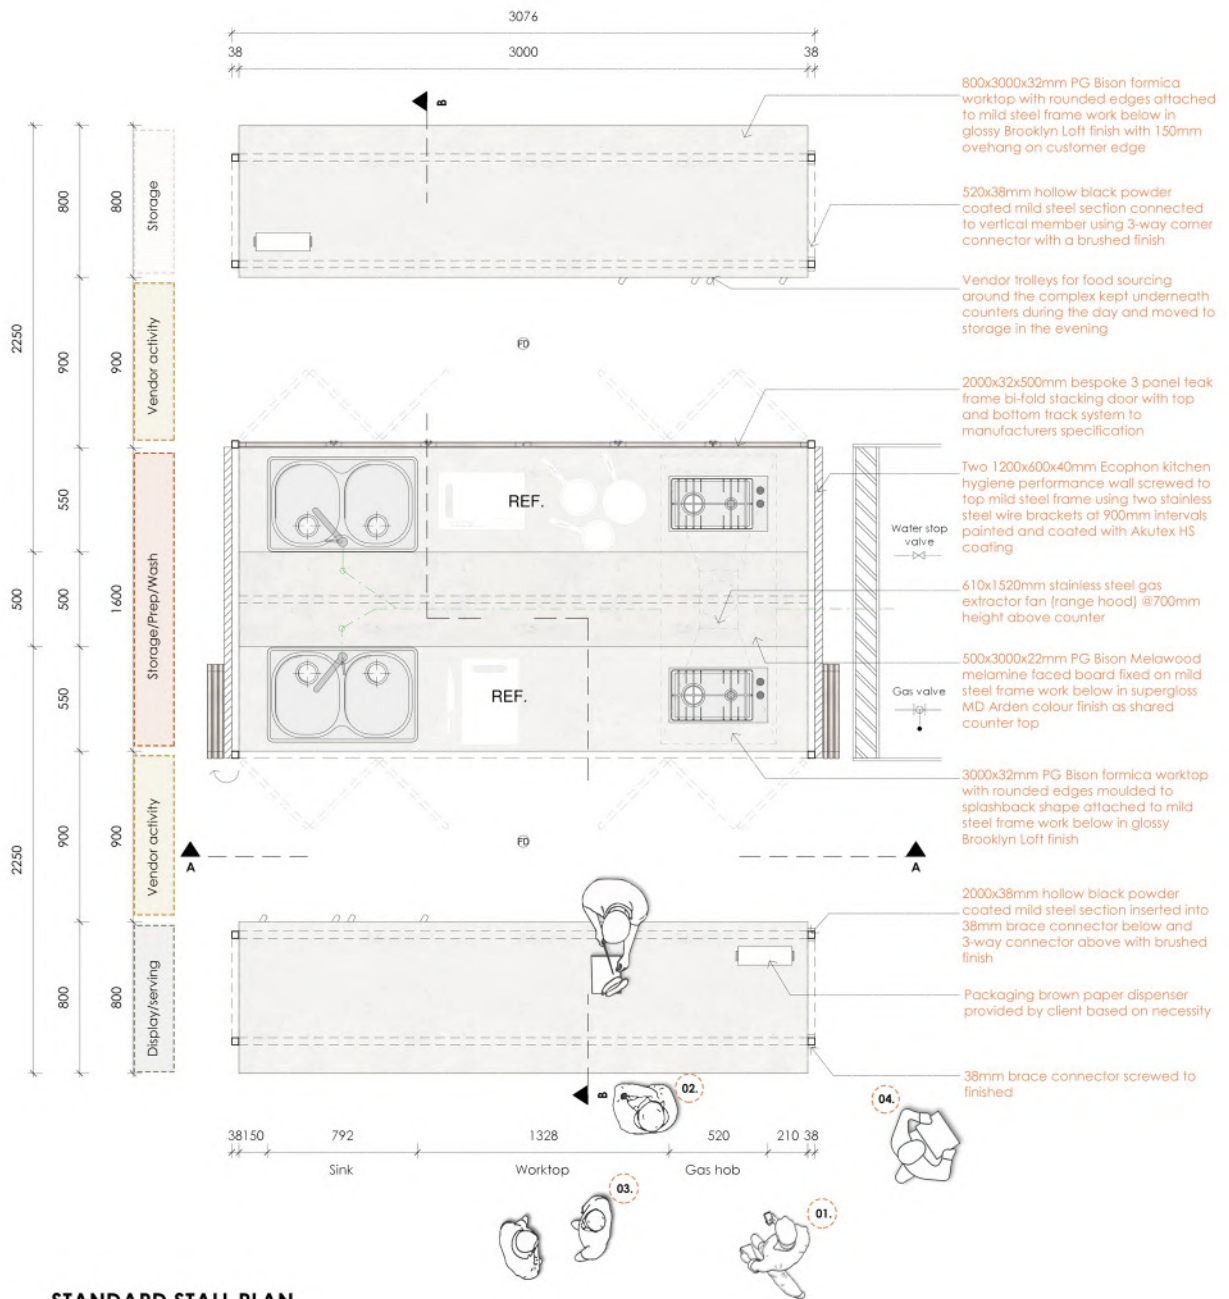 3076
38
3000
38
B
800x3000x32mm PG Bison formica
worktop with rounded edges attached
to mild steel frame work below in
glossy Brooklyn Loft finish with 150mm
ovehang on customer edge
520x38mm hollow black powder
coated mild steel section connected
to vertical member using 3-way corner
connector with a brushed finish
Vendor trolleys for food sourcing
around the complex kept underneath
counters during the day and moved to
storage in the evening
2000x32x500mm bespoke 3 panel teak
frame bi-fold stacking door with top
and bottom track system to
manufacturers specification
Two 1200x600x40mm Ecophon kitchen
hygiene performance wall screwed to
top mild steel frame using two stainless
steel wire brackets at 900mm intervals
painted and coated with Akutex HS
coating
610x1520mm stainless steel gas
extractor fan (range hood) @700mm
height above counter
500x3000x22mm PG Bison Melawood
melamine faced board fixed on mild
steel frame work below in supergloss
MD Arden colour finish as shared
counter top
3000x32mm PG Bison formica worktop
with rounded edges moulded to
splashback shape attached to mild
steel frame work below in glossy
Brooklyn Loft finish
2000x38mm hollow black powder
coated mild steel section inserted into
38mm brace connector below and
3-way connector above with brushed
finish
Packaging brown paper dispenser
provided by client based on necessity
38mm brace connector screwed to
finished
2250
500
2250
800
900
550
500
550
900
800
800
900
1600
900
800
Storage
Vendor activity
Storage/Prep/Wash
Vendor activity
Display/serving
FD
REF.
REF.
FD
Water stop
valve
Gas valve
A
A
B
02.
04.
03.
01.
38
150
792
1328
520
210
38
Sink
Worktop
Gas hob
STANDARD STALL PLAN